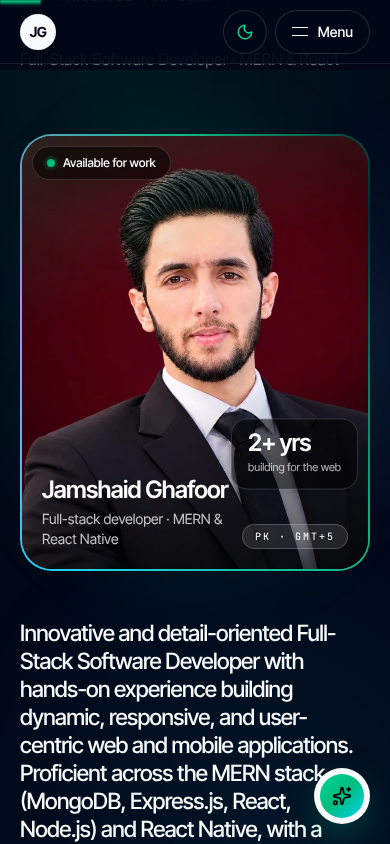 JG
Menu
Full-Stack Software Developer · MERN & React
Available for work
2+ yrs
building for the web
Jamshaid Ghafoor
Full-stack developer · MERN &
React Native
PK · GMT+5
Innovative and detail-oriented Full-
Stack Software Developer with
hands-on experience building
dynamic, responsive, and user-
centric web and mobile applications.
Proficient across the MERN stack
(MongoDB, Express.js, React,
Node.js) and React Native, with a